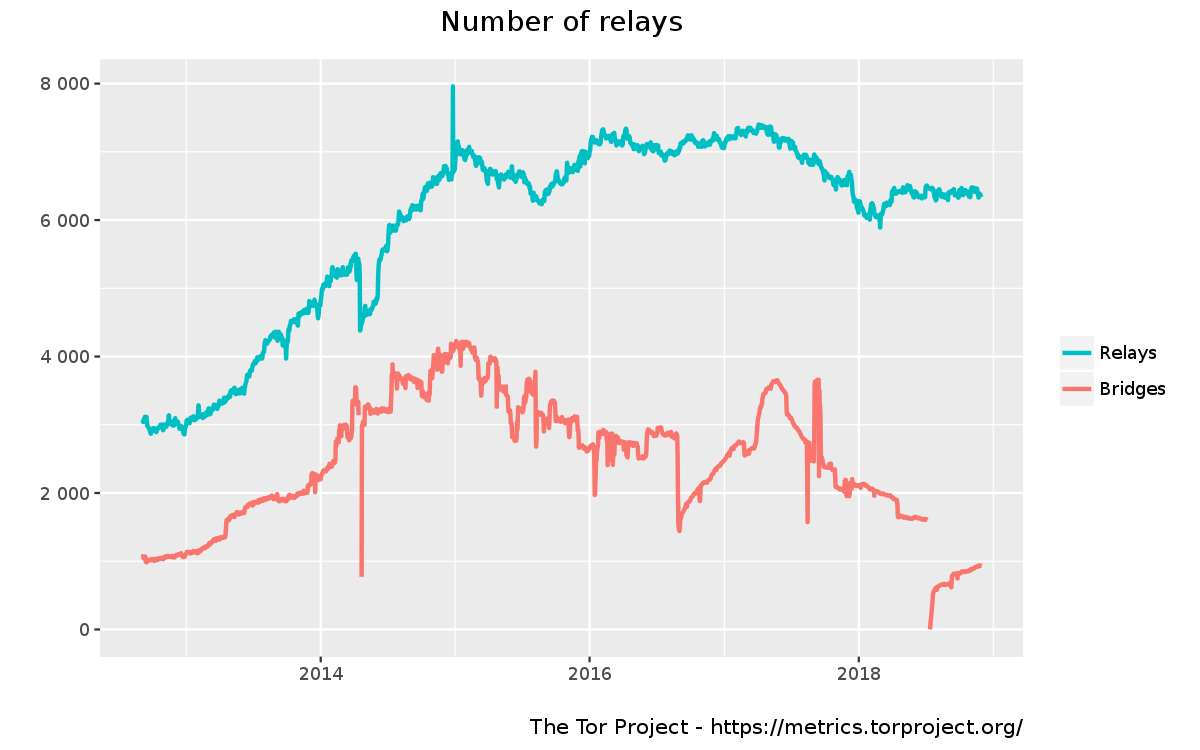 Number of relays
8 000
6 000
4 000
2 000
0
2014
2016
2018
Relays
Bridges
The Tor Project - https://metrics.torproject.org/